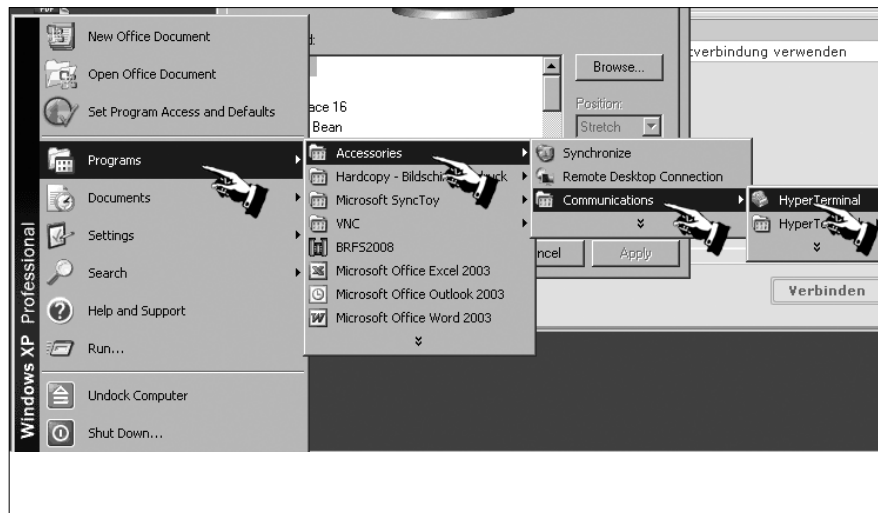 New Office Document
Open Office Document
Set Program Access and Defaults
Programs
Documents
Settings
Search
Help and Support
Run...
Undock Computer
Shut Down...
Windows XP Professional
Accessories
Hardcopy -
Microsoft SyncToy
VNC
BRFS2008
Microsoft Office Excel 2003
Microsoft Office Outlook 2003
Microsoft Office Word 2003
Synchronize
Remote Desktop Connection
Communications
HyperTerminal
ace 16
Bean
Browse...
Position:
Stretch
ncel
Apply
verbindung verwenden
Verbinden